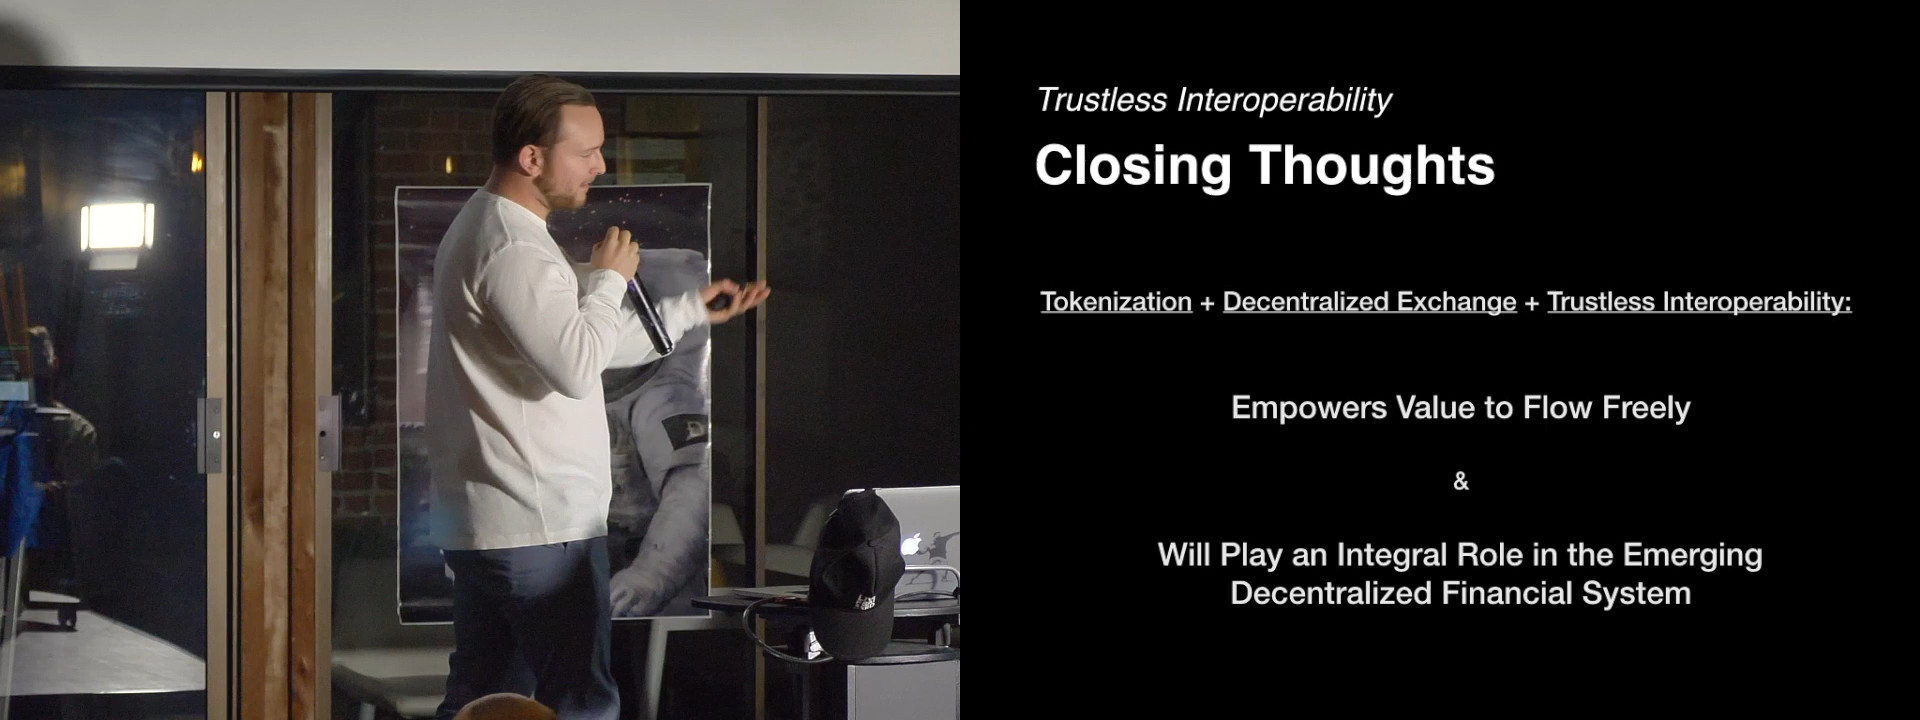 Trustless Interoperability
Closing Thoughts
Tokenization + Decentralized Exchange + Trustless Interoperability:
Empowers Value to Flow Freely
&
Will Play an Integral Role in the Emerging
Decentralized Financial System